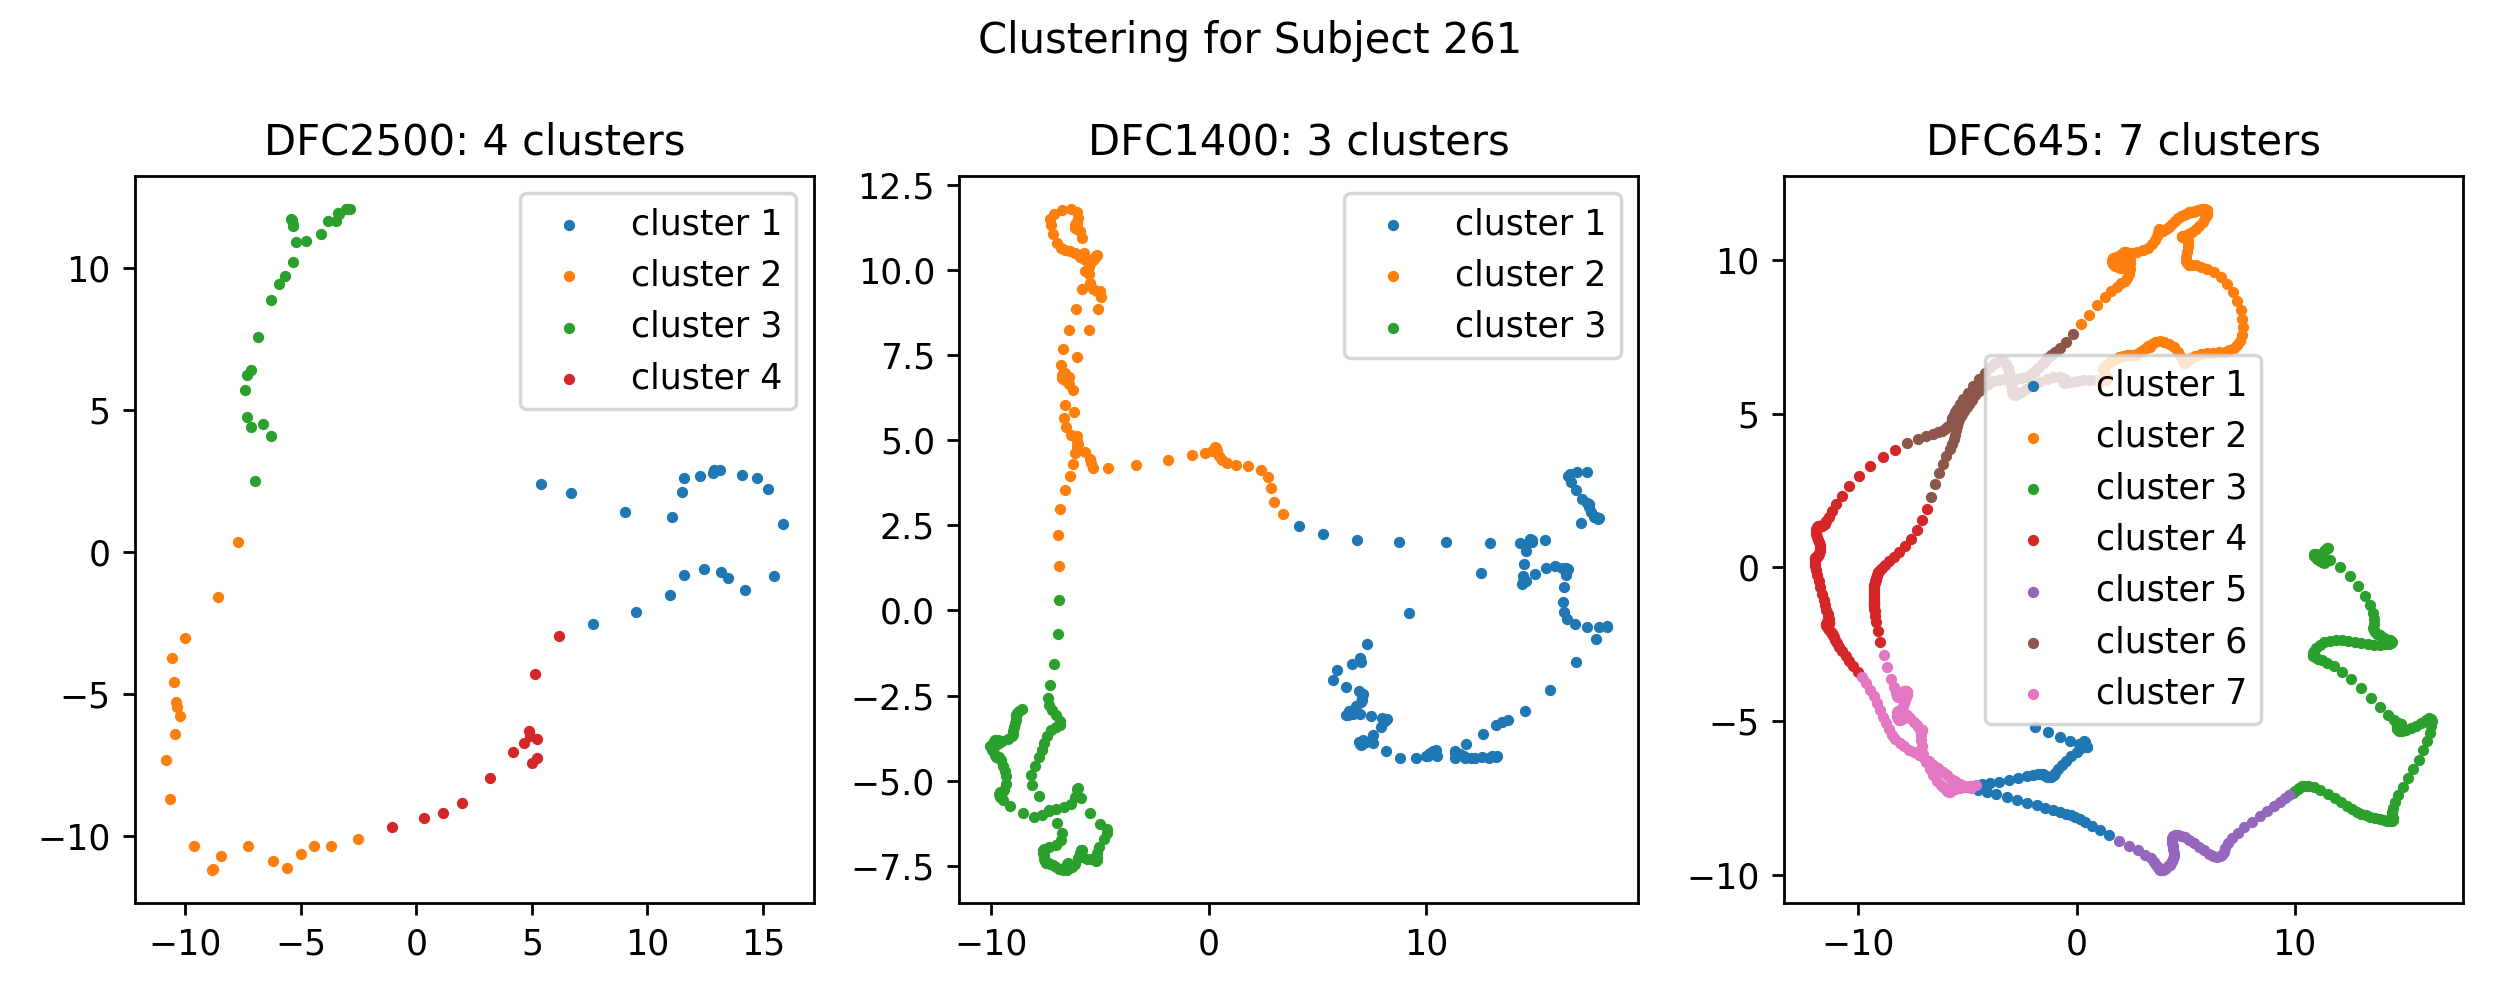 Clustering for Subject 261
DFC2500: 4 clusters
cluster 1
cluster 2
cluster 3
cluster 4
10
5
0
−5
−10
−10
−5
0
5
10
15
DFC1400: 3 clusters
cluster 1
cluster 2
cluster 3
12.5
10.0
7.5
5.0
2.5
0.0
−2.5
−5.0
−7.5
−10
0
10
DFC645: 7 clusters
cluster 1
cluster 2
cluster 3
cluster 4
cluster 5
cluster 6
cluster 7
10
5
0
−5
−10
−10
0
10